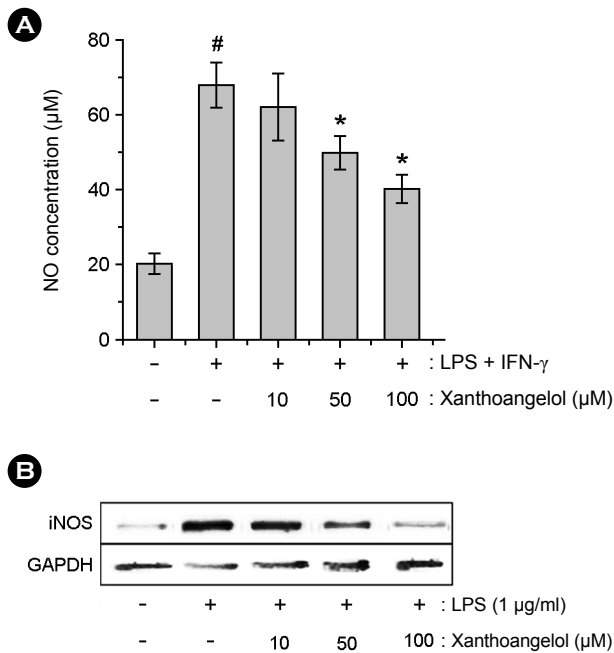 A
80
#
60
*
*
40
20
0
NO concentration (µM)
– + + + + : LPS + IFN-γ
– – 10 50 100 : Xanthoangelol (µM)
B
iNOS
GAPDH
– + + + + : LPS (1 µg/ml)
– – 10 50 100 : Xanthoangelol (µM)